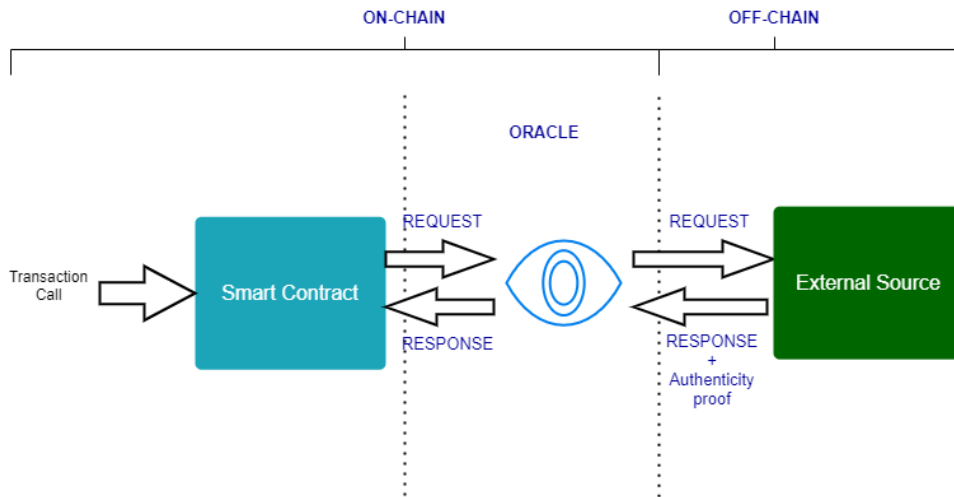 ON-CHAIN
OFF-CHAIN
ORACLE
REQUEST
REQUEST
Transaction
Call
Smart Contract
External Source
RESPONSE
RESPONSE
+
Authenticity
proof